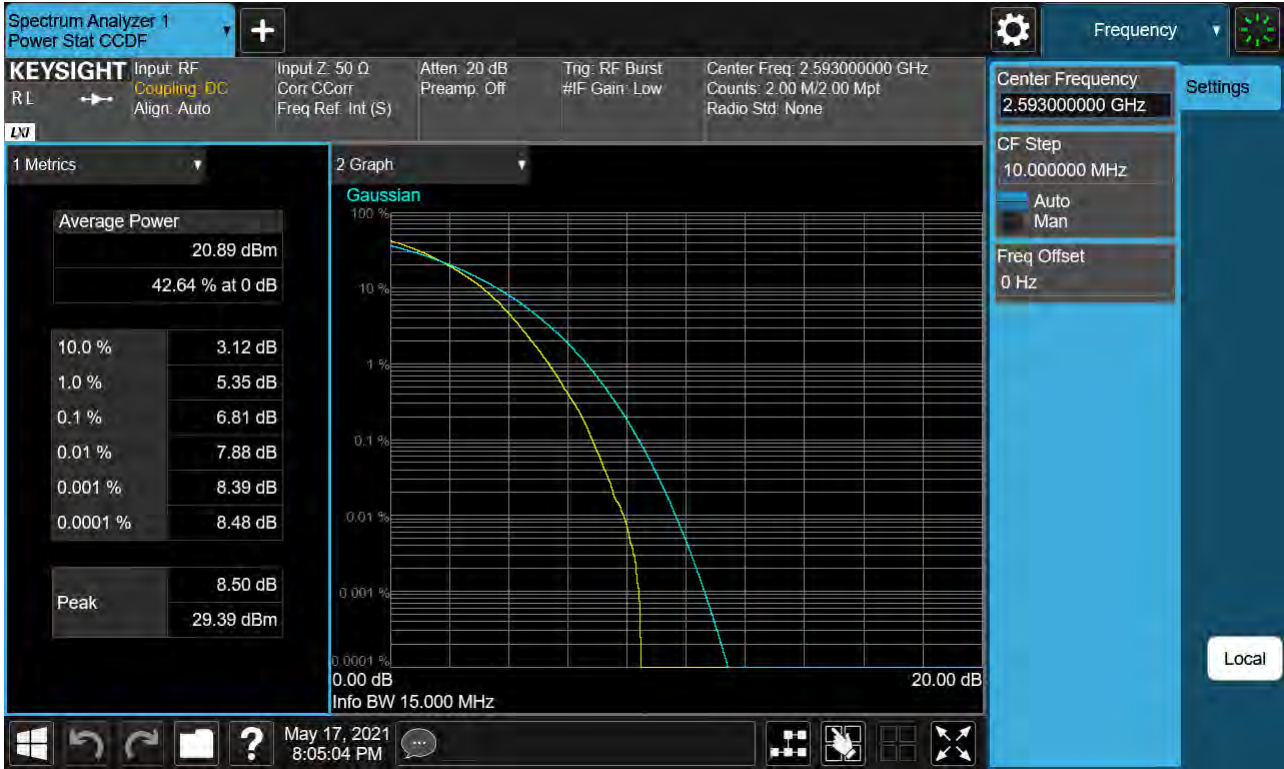 Spectrum Analyzer 1
Power Stat CCDF
+
Frequency
KEYSIGHT
R L
LXI
Input: RF
Coupling: DC
Align: Auto
Input Z: 50 Ω
Corr CCorr
Freq Ref: Int (S)
Atten: 20 dB
Preamp: Off
Trig: RF Burst
#IF Gain: Low
Center Freq: 2.593000000 GHz
Counts: 2.00 M/2.00 Mpt
Radio Std: None
Center Frequency
2.593000000 GHz
Settings
CF Step
10.000000 MHz
Auto
Man
Freq Offset
0 Hz
Local
1 Metrics
Average Power
20.89 dBm
42.64 % at 0 dB
10.0 % 3.12 dB
1.0 % 5.35 dB
0.1 % 6.81 dB
0.01 % 7.88 dB
0.001 % 8.39 dB
0.0001 % 8.48 dB
Peak
8.50 dB
29.39 dBm
2 Graph
Gaussian
100 %
10 %
1 %
0.1 %
0.01 %
0.001 %
0.0001 %
0.00 dB 20.00 dB
Info BW 15.000 MHz
?
May 17, 2021
8:05:04 PM